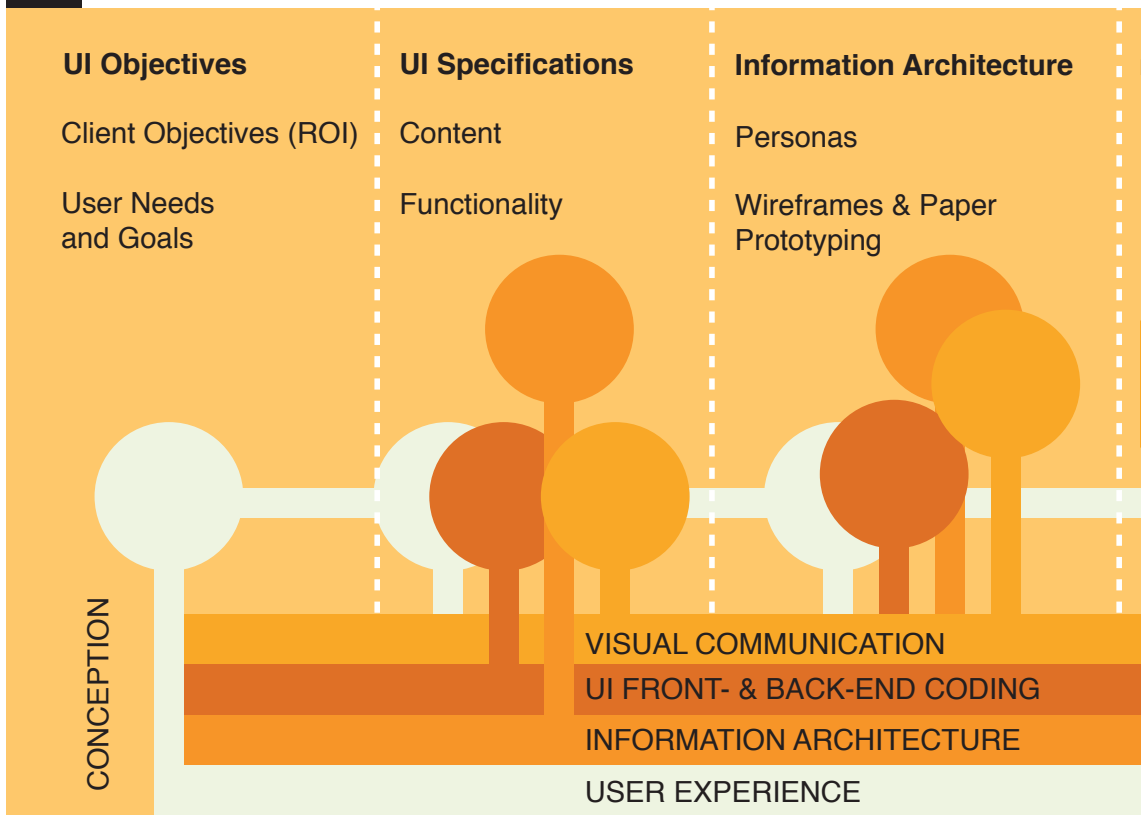 UI Objectives
Client Objectives (ROI)
User Needs
and Goals
UI Specifications
Content
Functionality
Information Architecture
Personas
Wireframes & Paper
Prototyping
CONCEPTION
VISUAL COMMUNICATION
UI FRONT- & BACK-END CODING
INFORMATION ARCHITECTURE
USER EXPERIENCE